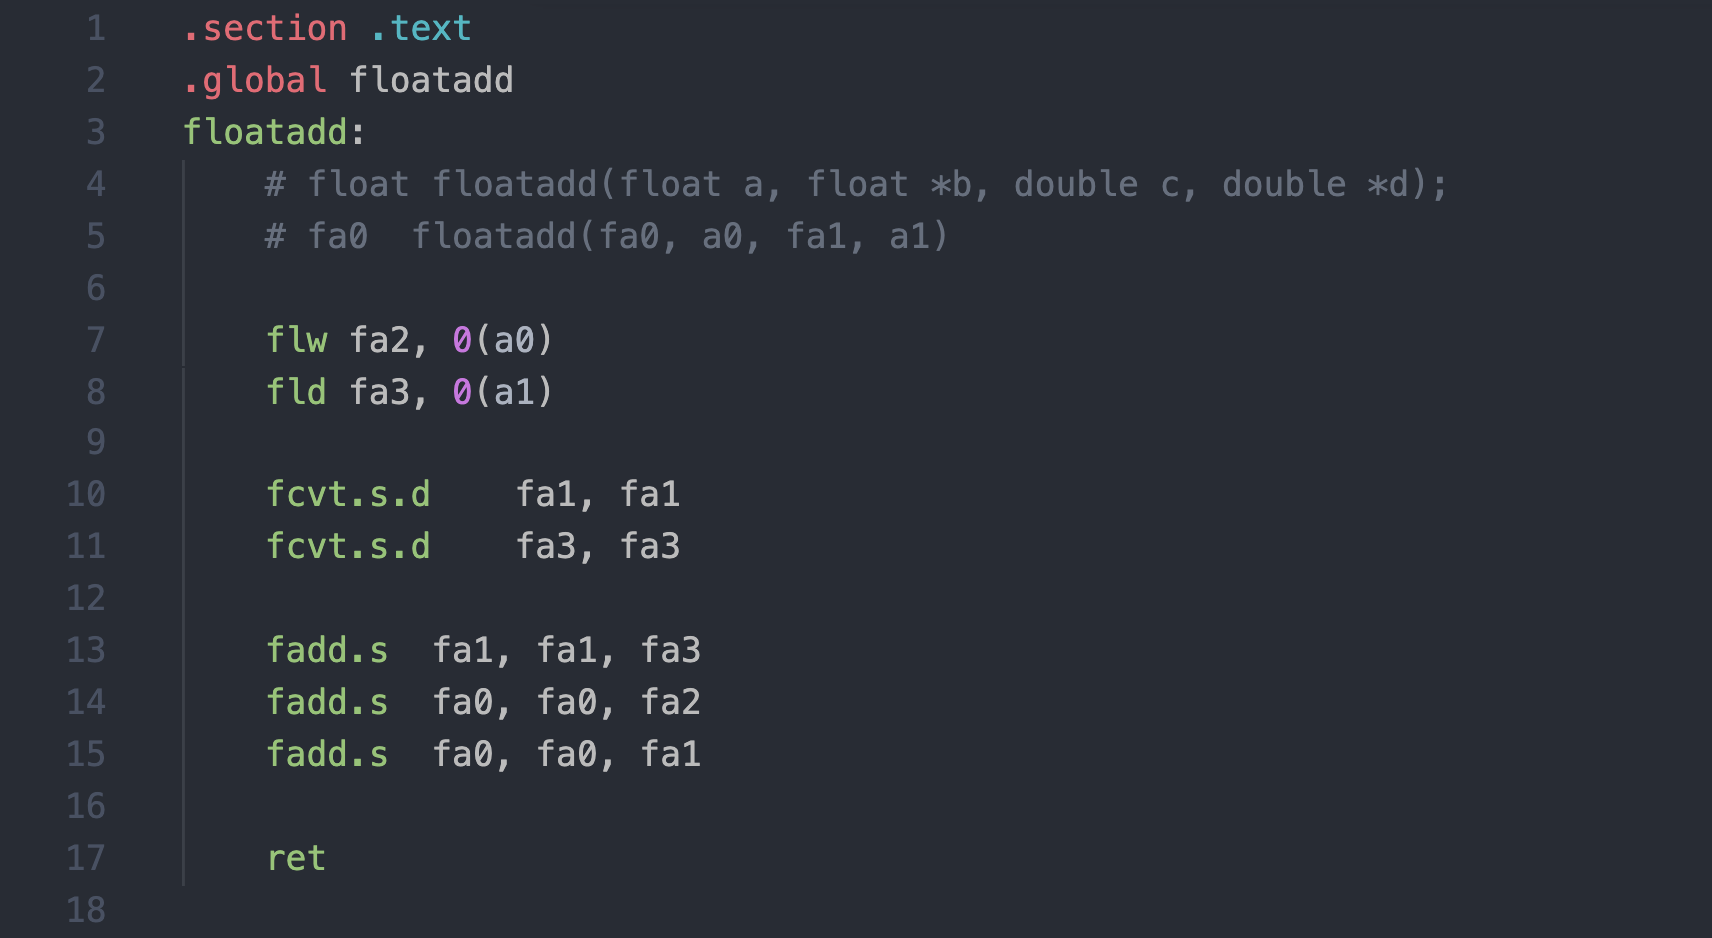 1 .section .text
2 .global floatadd
3 floatadd:
4 # float floatadd(float a, float *b, double c, double *d);
5 # fa0  floatadd(fa0, a0, fa1, a1)
6
7 flw fa2, 0(a0)
8 fld fa3, 0(a1)
9
10 fcvt.s.d    fa1, fa1
11 fcvt.s.d    fa3, fa3
12
13 fadd.s  fa1, fa1, fa3
14 fadd.s  fa0, fa0, fa2
15 fadd.s  fa0, fa0, fa1
16
17 ret
18